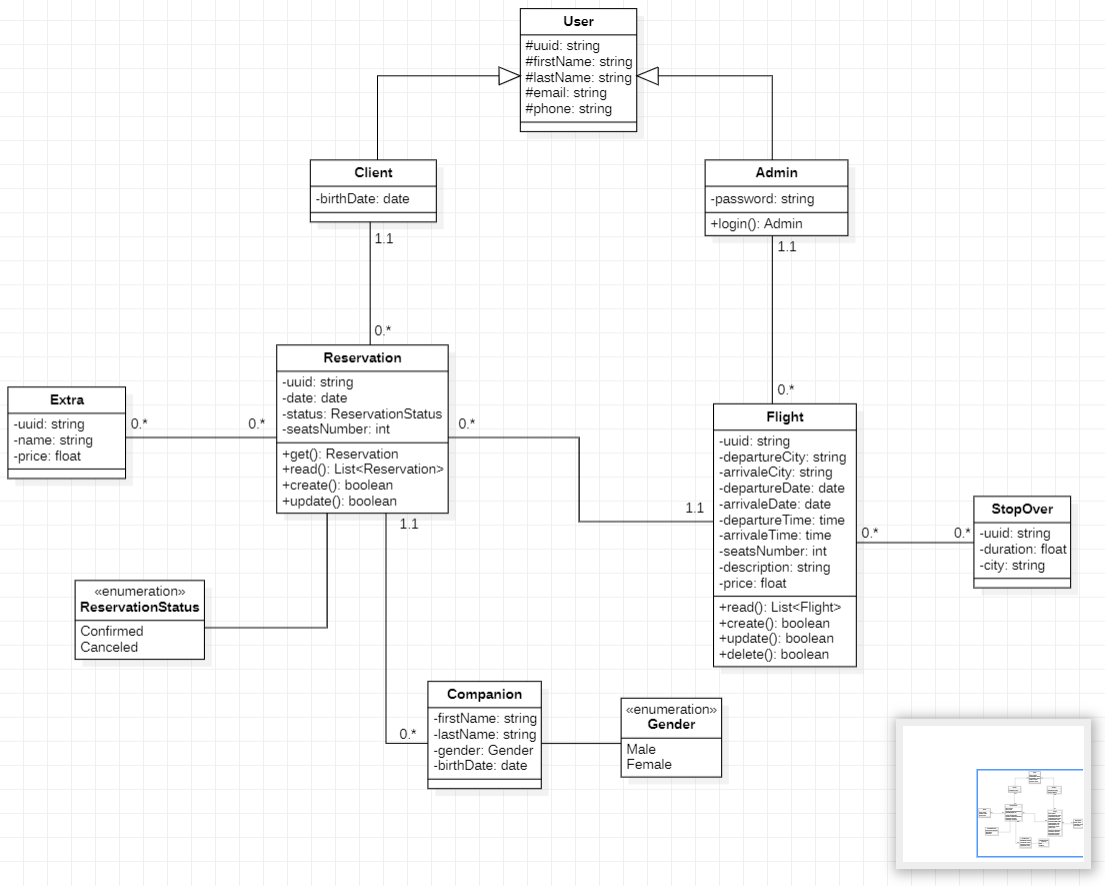 User
#uuid: string
#firstName: string
#lastName: string
#email: string
#phone: string
Client
-birthDate: date
Admin
-password: string
+login(): Admin
1.1
1.1
0.*
0.*
Reservation
-uuid: string
-date: date
-status: ReservationStatus
-seatsNumber: int
+get(): Reservation
+read(): List<Reservation>
+create(): boolean
+update(): boolean
Extra
-uuid: string
-name: string
-price: float
0.*
0.*
0.*
1.1
1.1
Flight
-uuid: string
-departureCity: string
-arrivaleCity: string
-departureDate: date
-arrivaleDate: date
-departureTime: time
-arrivaleTime: time
-seatsNumber: int
-description: string
-price: float
+read(): List<Flight>
+create(): boolean
+update(): boolean
+delete(): boolean
0.*
0.*
StopOver
-uuid: string
-duration: float
-city: string
«enumeration»
ReservationStatus
Confirmed
Canceled
0.*
Companion
-firstName: string
-lastName: string
-gender: Gender
-birthDate: date
«enumeration»
Gender
Male
Female